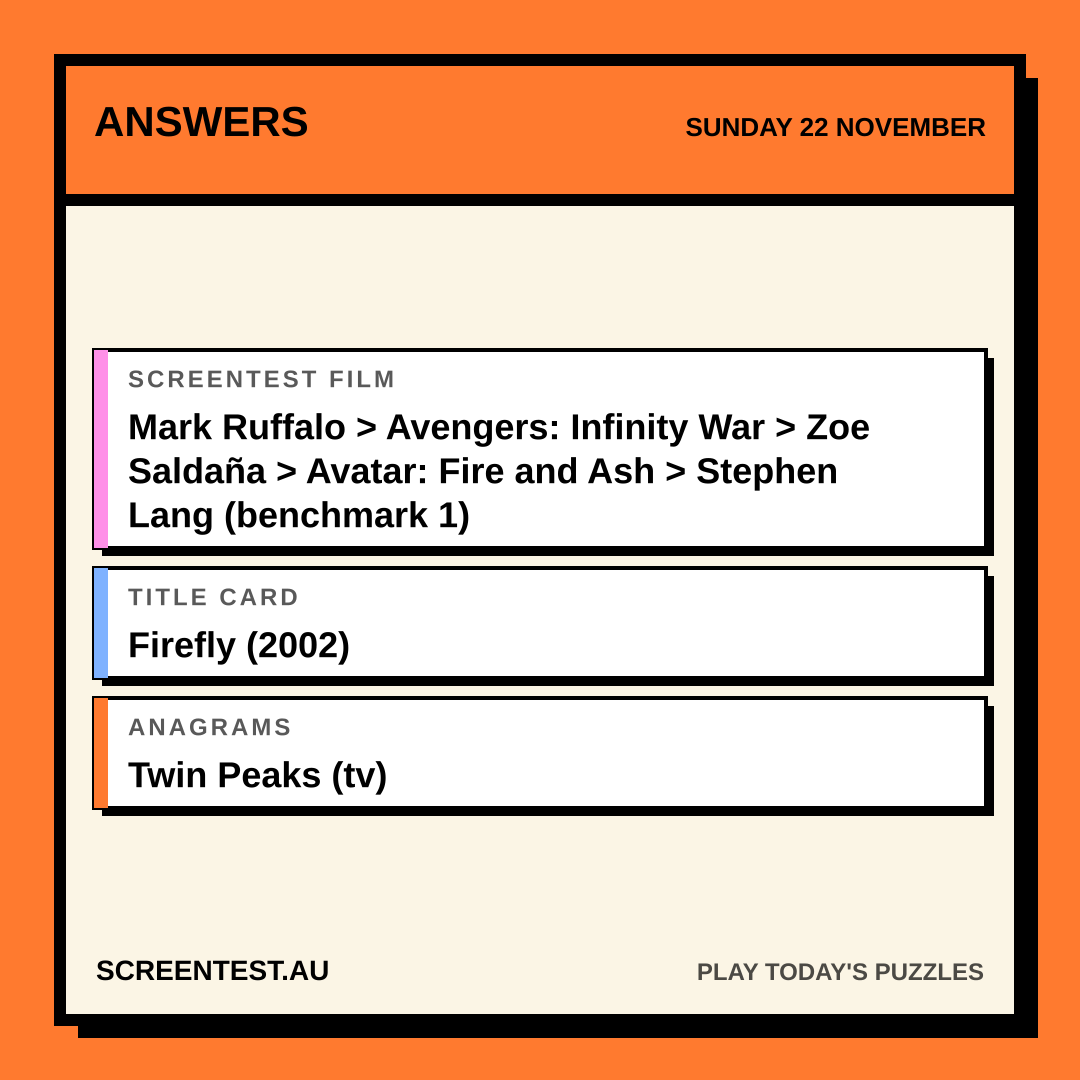 ANSWERS
SUNDAY 22 NOVEMBER
SCREENTEST FILM
Mark Ruffalo > Avengers: Infinity War > Zoe
Saldaña > Avatar: Fire and Ash > Stephen
Lang (benchmark 1)
TITLE CARD
Firefly (2002)
ANAGRAMS
Twin Peaks (tv)
SCREENTEST.AU
PLAY TODAY'S PUZZLES